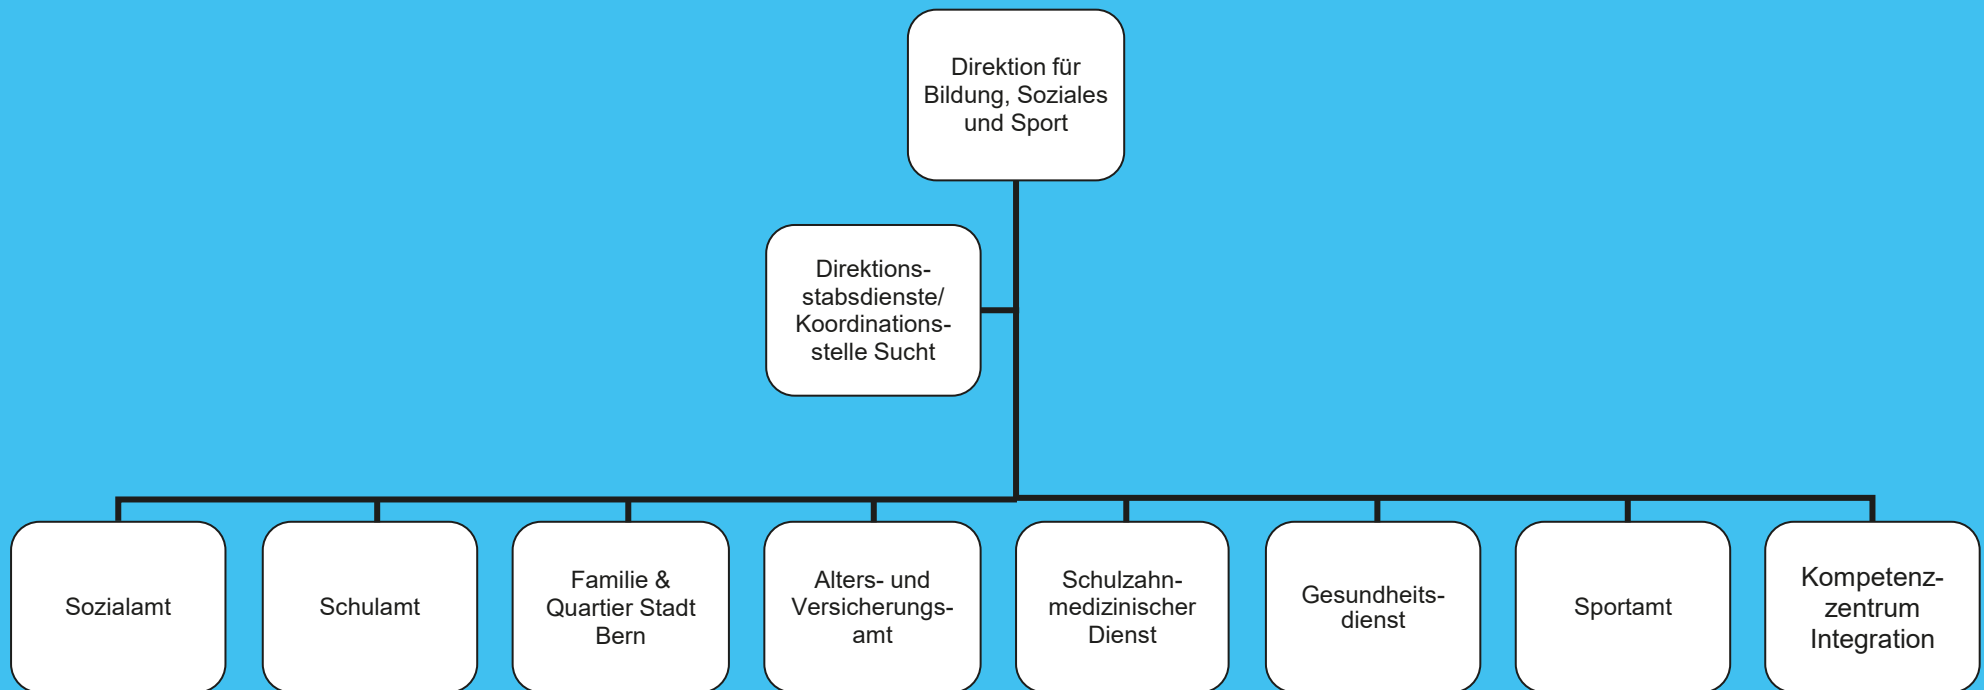 Direktion für
Bildung, Soziales
und Sport
Direktions-
stabsdienste/
Koordinations-
stelle Sucht
Sozialamt
Schulamt
Familie &
Quartier Stadt
Bern
Alters- und
Versicherungs-
amt
Schulzahn-
medizinischer
Dienst
Gesundheits-
dienst
Sportamt
Kompetenz-
zentrum
Integration